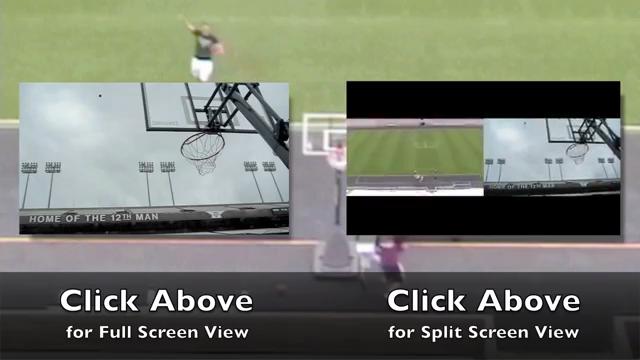 HOME OF THE 12TH MAN
HOME OF THE 12TH MAN
Click Above
for Full Screen View
Click Above
for Split Screen View